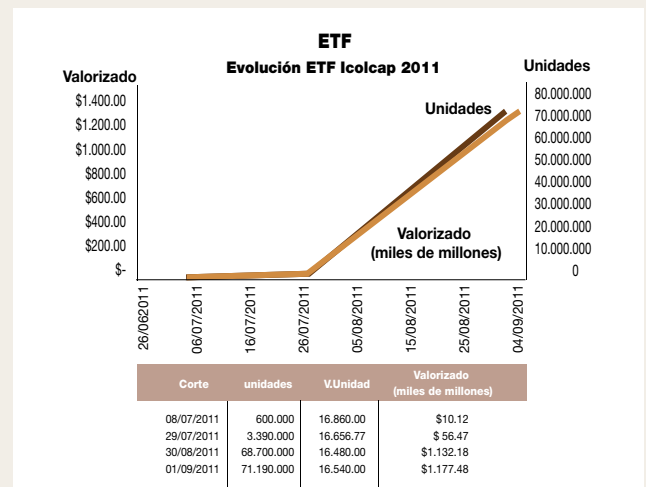 ETF
Evolución ETF Icolcap 2011
Valorizado
Unidades
$1.400.00
$1.200.00
$1.000.00
$800.00
$600.00
$400.00
$200.00
$-
80.000.000
70.000.000
60.000.000
50.000.000
40.000.000
30.000.000
20.000.000
10.000.000
0
Unidades
Valorizado
(miles de millones)
26/062011
06/07/2011
16/07/2011
26/07/2011
05/08/2011
15/08/2011
25/08/2011
04/09/2011
Corte unidades V.Unidad Valorizado (miles de millones)
08/07/2011 600.000 16.860.00 $10.12
29/07/2011 3.390.000 16.656.77 $ 56.47
30/08/2011 68.700.000 16.480.00 $1.132.18
01/09/2011 71.190.000 16.540.00 $1.177.48